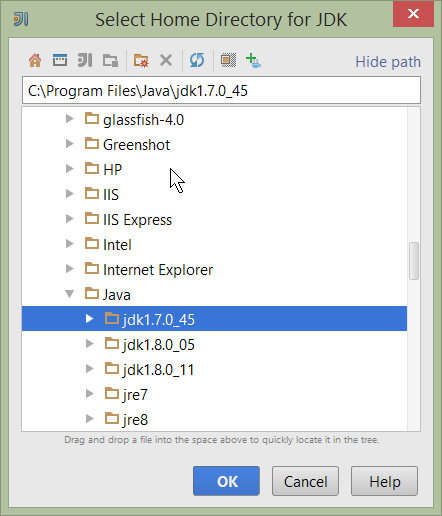 Select Home Directory for JDK
Hide path
C:\Program Files\Java\jdk1.7.0_45
glassfish-4.0
Greenshot
HP
IIS
IIS Express
Intel
Internet Explorer
Java
jdk1.7.0_45
jdk1.8.0_05
jdk1.8.0_11
jre7
jre8
Drag and drop a file into the space above to quickly locate it in the tree.
OK Cancel Help